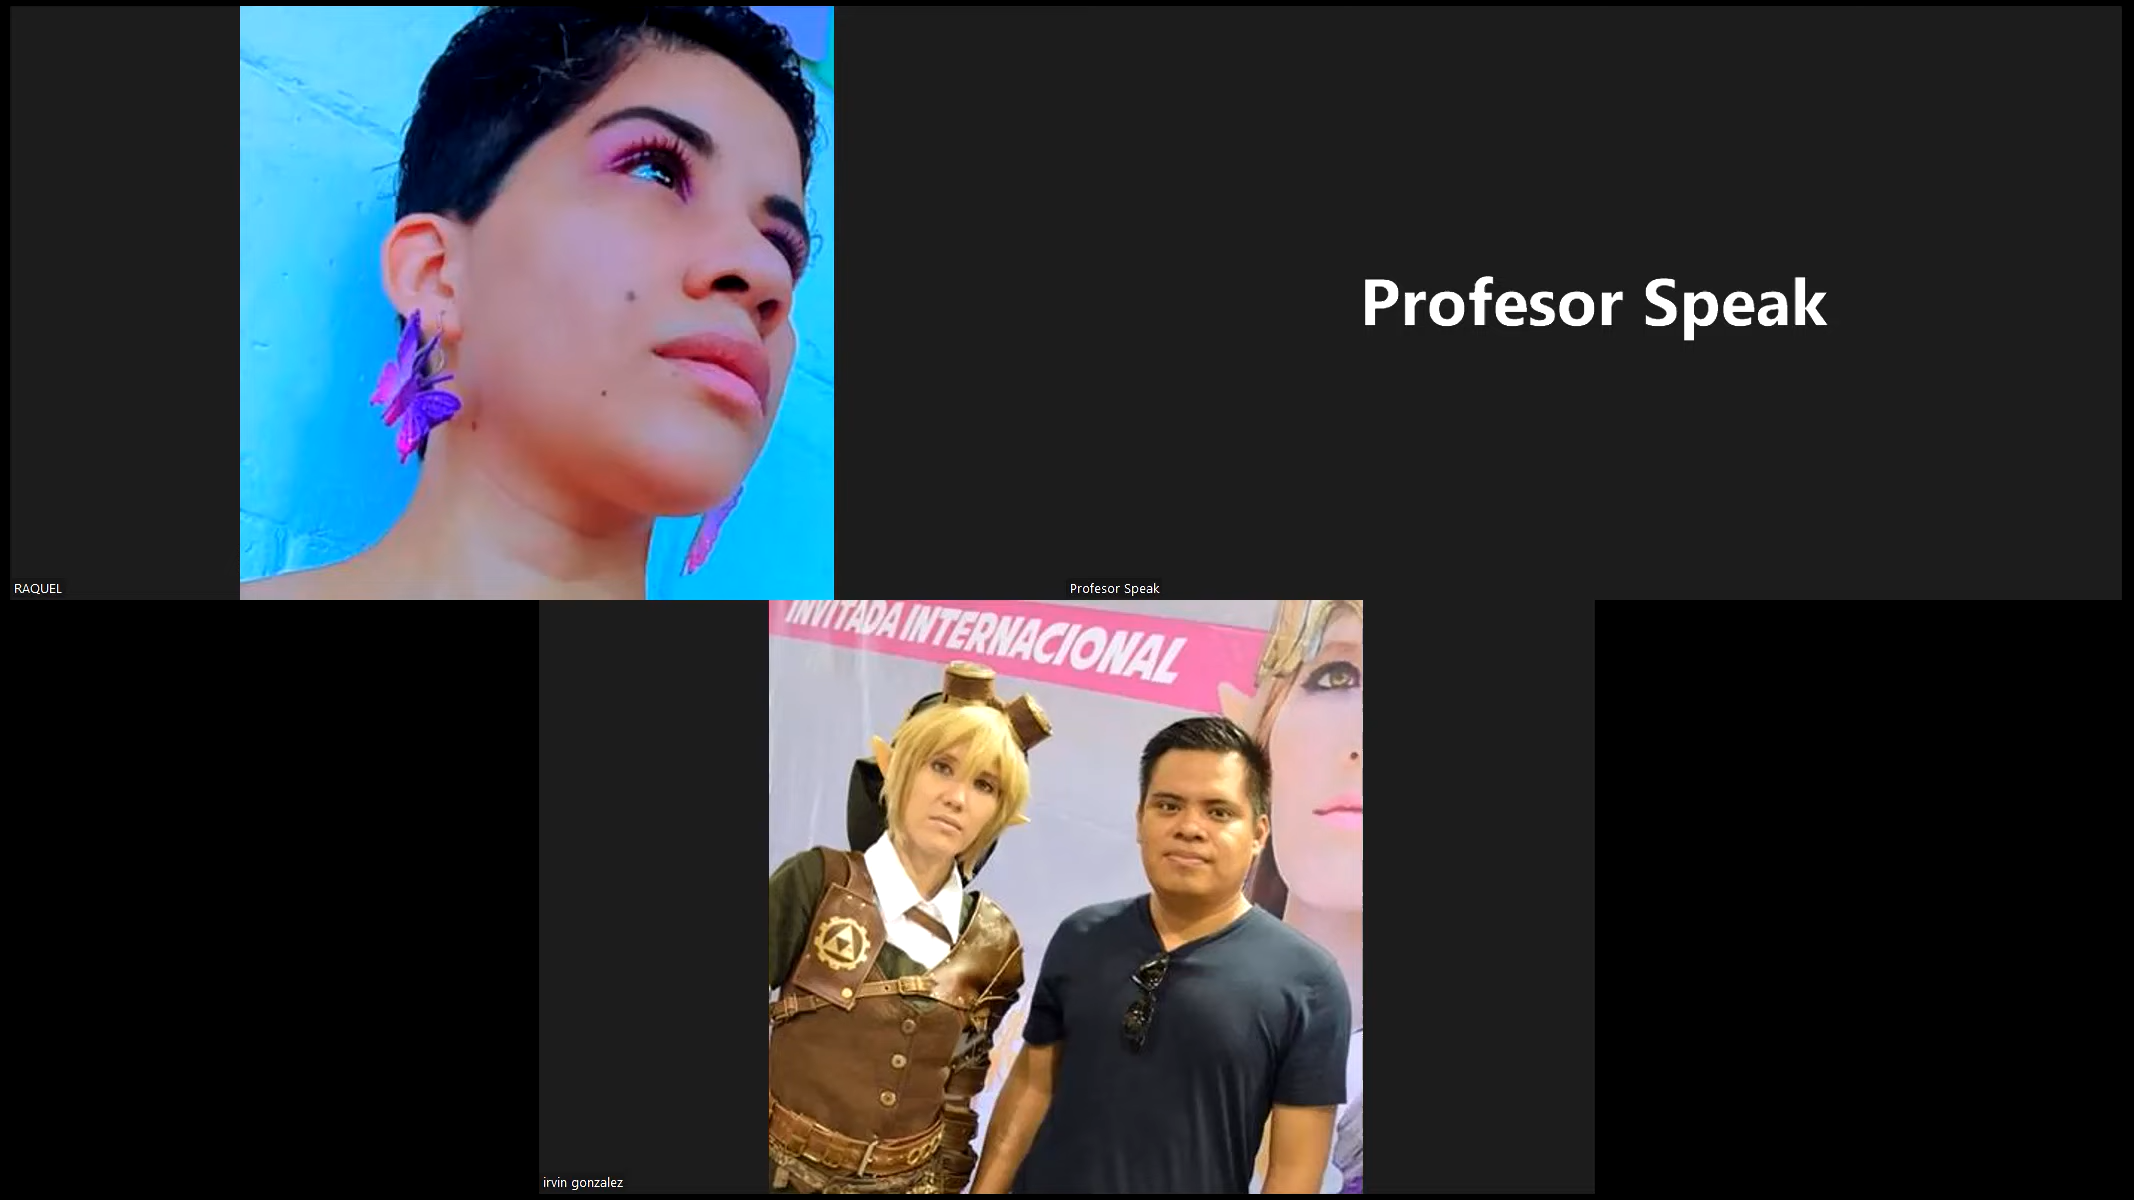 Profesor Speak
RAQUEL
Profesor Speak
INVITADA INTERNACIONAL
irvin gonzalez